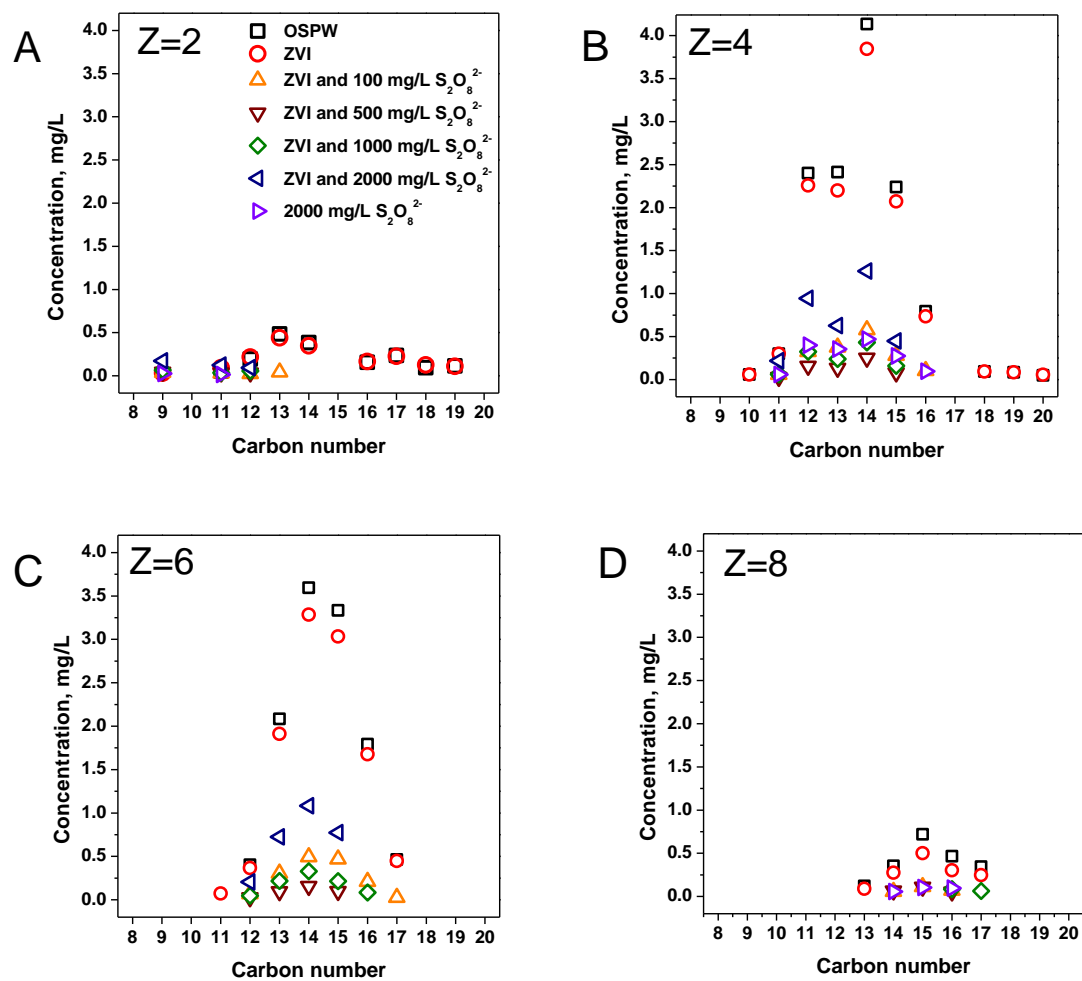 A
Z=2
OSPW
ZVI
ZVI and 100 mg/L S₂O₈²⁻
ZVI and 500 mg/L S₂O₈²⁻
ZVI and 1000 mg/L S₂O₈²⁻
ZVI and 2000 mg/L S₂O₈²⁻
2000 mg/L S₂O₈²⁻
4.0
3.5
3.0
2.5
2.0
1.5
1.0
0.5
0.0
Concentration, mg/L
8 9 10 11 12 13 14 15 16 17 18 19 20
Carbon number
B
Z=4
4.0
3.5
3.0
2.5
2.0
1.5
1.0
0.5
0.0
Concentration, mg/L
8 9 10 11 12 13 14 15 16 17 18 19 20
Carbon number
C
Z=6
4.0
3.5
3.0
2.5
2.0
1.5
1.0
0.5
0.0
Concentration, mg/L
8 9 10 11 12 13 14 15 16 17 18 19 20
Carbon number
D
Z=8
4.0
3.5
3.0
2.5
2.0
1.5
1.0
0.5
0.0
Concentration, mg/L
8 9 10 11 12 13 14 15 16 17 18 19 20
Carbon number